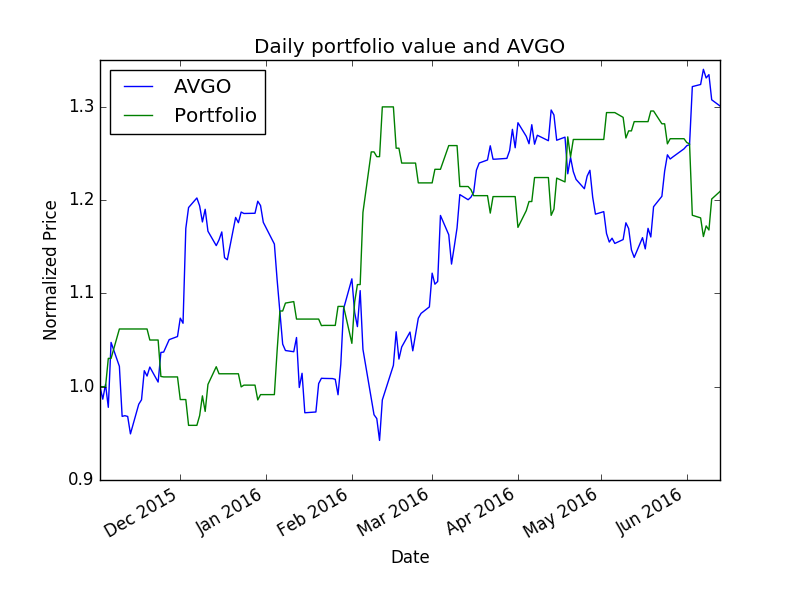 Daily portfolio value and AVGO
AVGO
Portfolio
1.3
1.2
1.1
1.0
0.9
Normalized Price
Dec 2015
Jan 2016
Feb 2016
Mar 2016
Apr 2016
May 2016
Jun 2016
Date